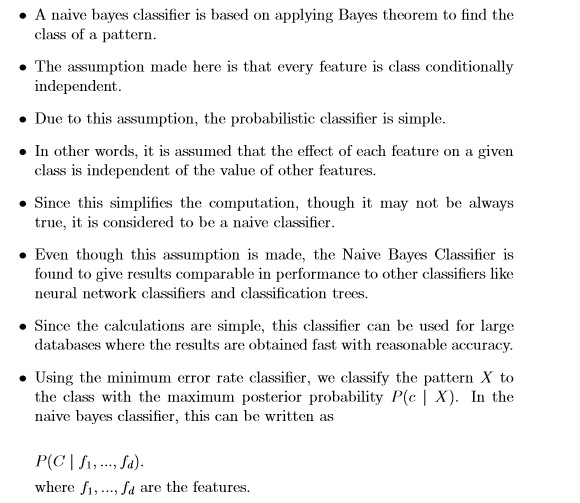 • A naive bayes classifier is based on applying Bayes theorem to find the
class of a pattern.
• The assumption made here is that every feature is class conditionally
independent.
• Due to this assumption, the probabilistic classifier is simple.
• In other words, it is assumed that the effect of each feature on a given
class is independent of the value of other features.
• Since this simplifies the computation, though it may not be always
true, it is considered to be a naive classifier.
• Even though this assumption is made, the Naive Bayes Classifier is
found to give results comparable in performance to other classifiers like
neural network classifiers and classification trees.
• Since the calculations are simple, this classifier can be used for large
databases where the results are obtained fast with reasonable accuracy.
• Using the minimum error rate classifier, we classify the pattern X to
the class with the maximum posterior probability P(c | X). In the
naive bayes classifier, this can be written as
P(C | f₁, ..., f_d).
where f₁, ..., f_d are the features.